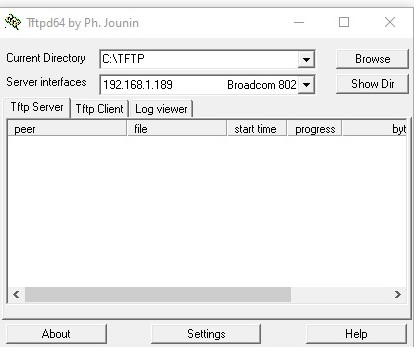 Tftpd64 by Ph. Jounin
Current Directory C:\TFTP Browse
Server interfaces 192.168.1.189 Broadcom 802 Show Dir
Tftp Server Tftp Client Log viewer
peer file start time progress byt
About Settings Help